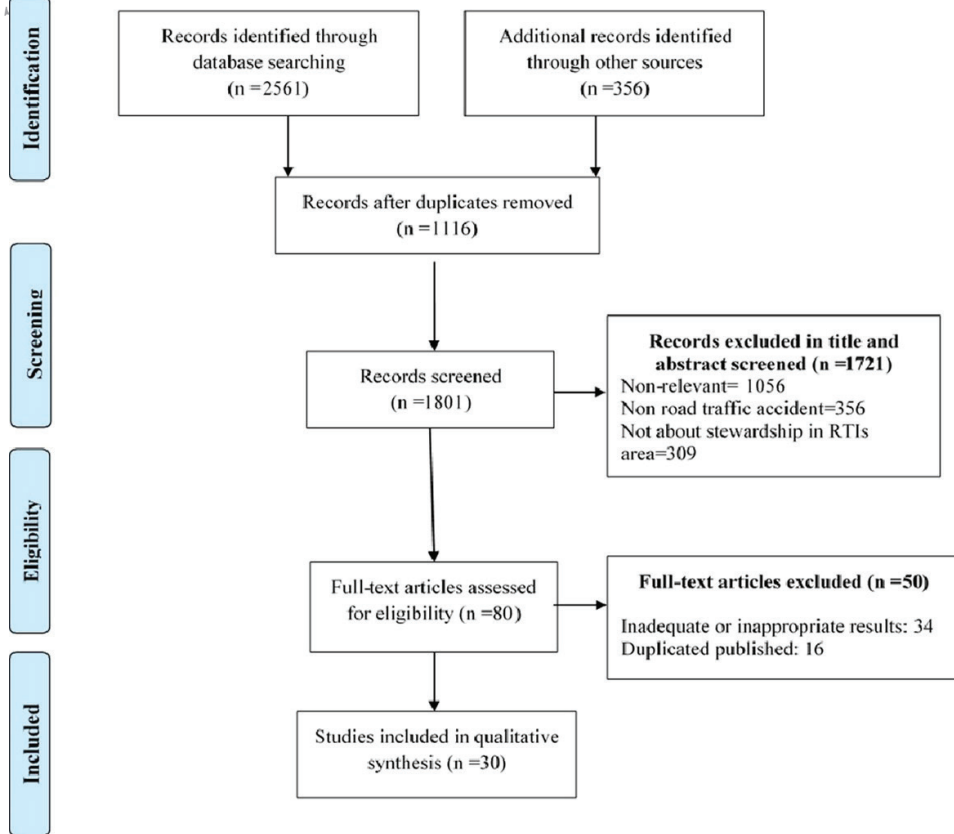 Identification
Records identified through
database searching
(n =2561)
Additional records identified
through other sources
(n =356)
Records after duplicates removed
(n =1116)
Screening
Records screened
(n =1801)
Records excluded in title and
abstract screened (n =1721)
Non-relevant= 1056
Non road traffic accident=356
Not about stewardship in RTIs
area=309
Eligibility
Full-text articles assessed
for eligibility (n =80)
Full-text articles excluded (n =50)
Inadequate or inappropriate results: 34
Duplicated published: 16
Included
Studies included in qualitative
synthesis (n =30)